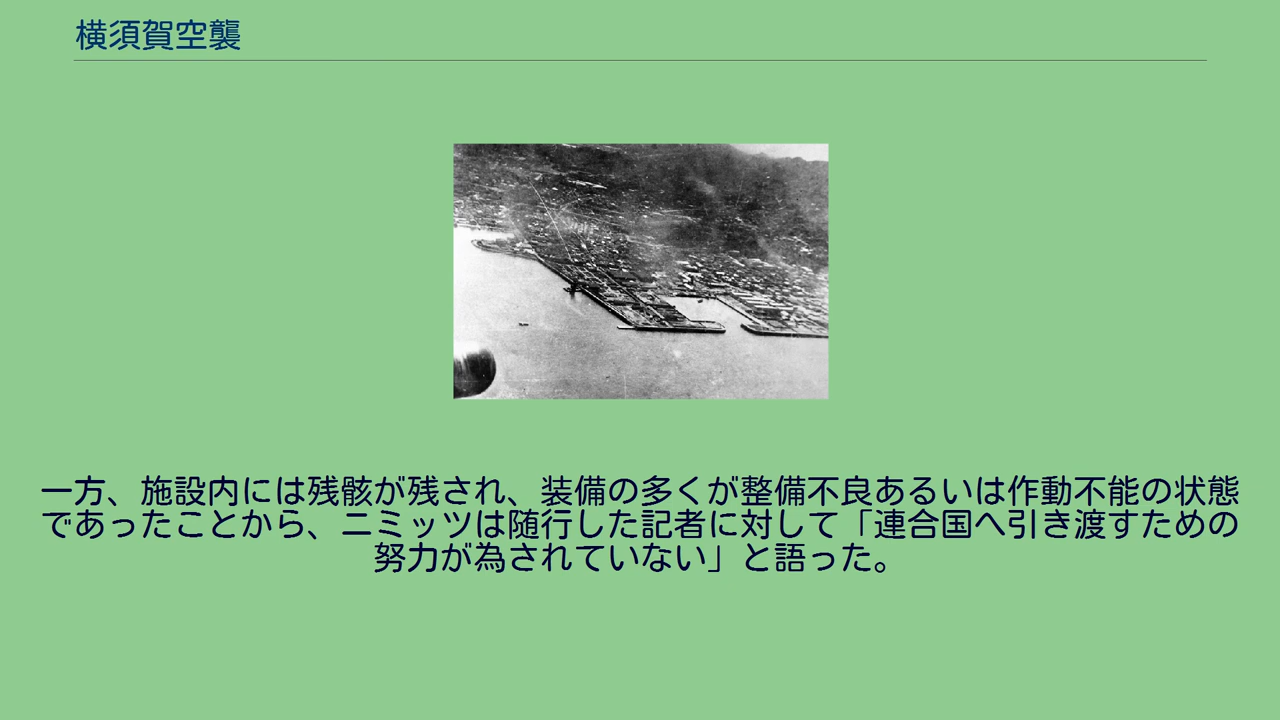 横須賀空襲
一方、施設内には残骸が残され、装備の多くが整備不良あるいは作動不能の状態
であったことから、ニミッツは随行した記者に対して「連合国へ引き渡すための
努力が為されていない」と語った。